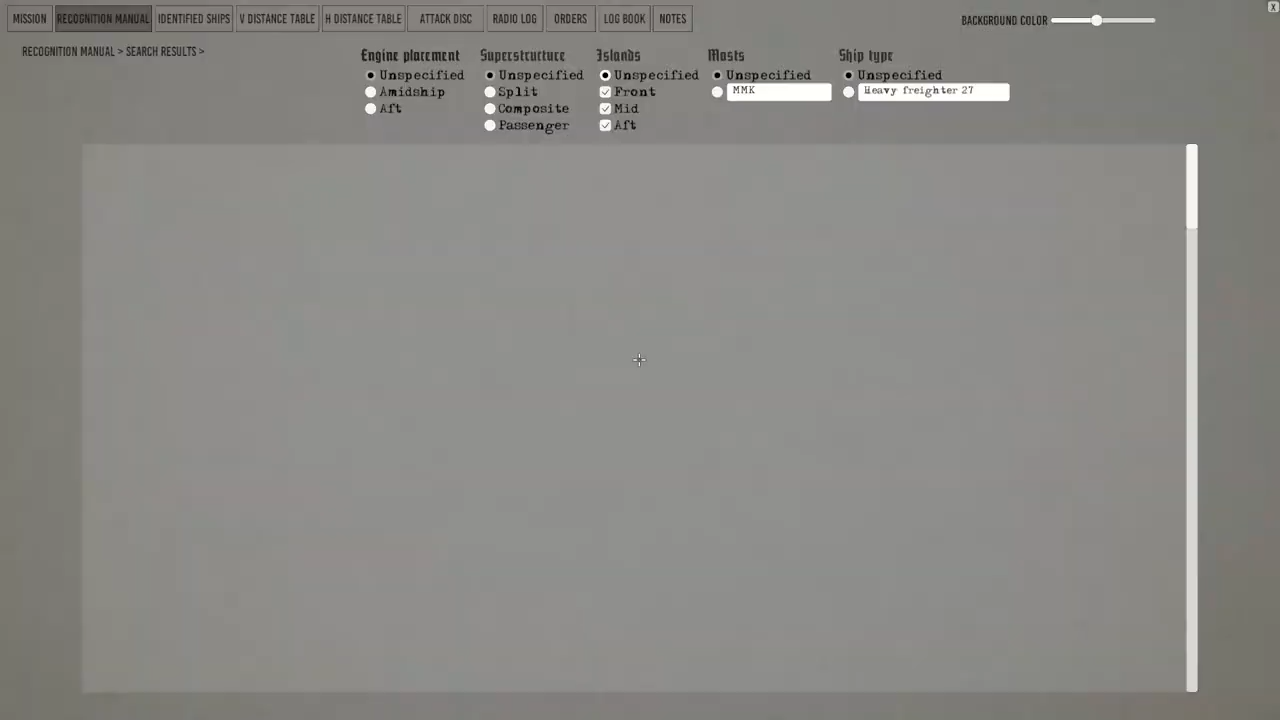 MISSION RECOGNITION MANUAL IDENTIFIED SHIPS V DISTANCE TABLE H DISTANCE TABLE ATTACK DISC RADIO LOG ORDERS LOG BOOK NOTES BACKGROUND COLOR X
RECOGNITION MANUAL > SEARCH RESULTS >
Engine placement Superstructure Islands Masts Ship type
Unspecified Unspecified Unspecified Unspecified Unspecified
Amidship Split Front MMK Heavy freighter 27
Aft Composite Mid
Passenger Aft